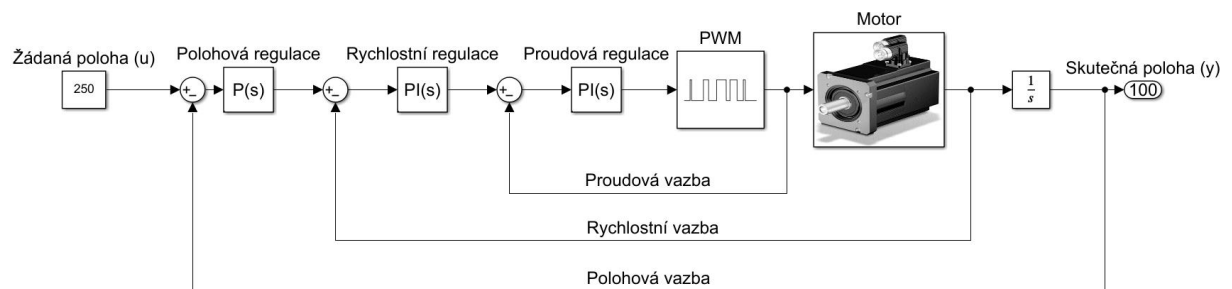 Motor
PWM
Žádaná poloha (u)
Polohová regulace
Rychlostní regulace
Proudová regulace
Skutečná poloha (y)
250
+
−
P(s)
+
−
PI(s)
+
−
PI(s)
1
s
100
Proudová vazba
Rychlostní vazba
Polohová vazba